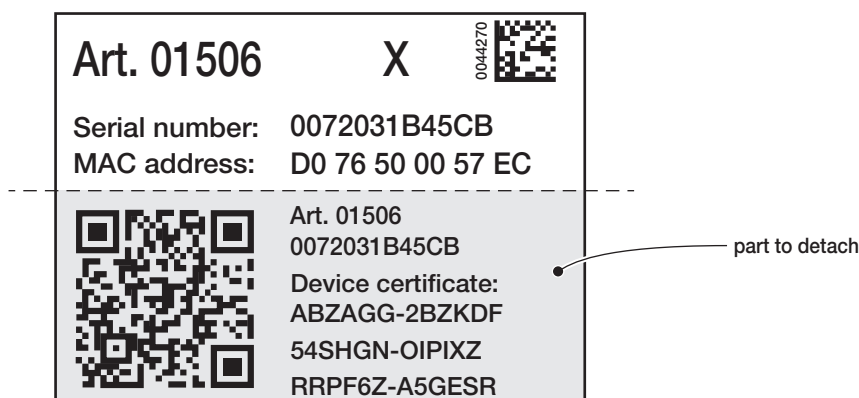 Art. 01506 X 0044270
Serial number: 0072031B45CB
MAC address: D0 76 50 00 57 EC
Art. 01506
0072031B45CB
Device certificate:
ABZAGG-2BZKDF
54SHGN-OIPIXZ
RRPF6Z-A5GESR
part to detach